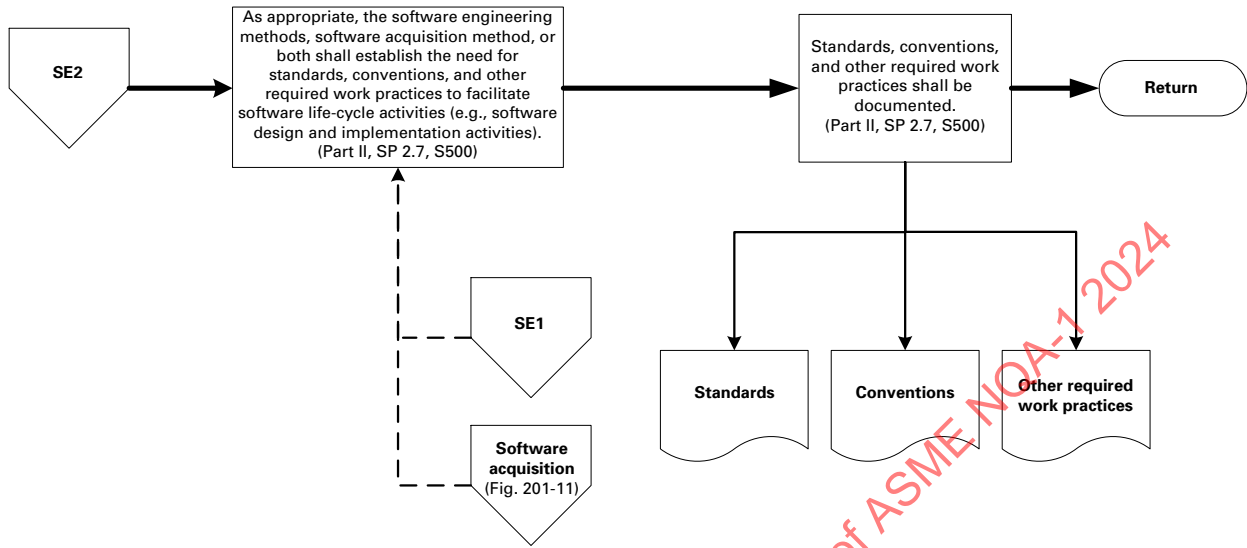 SE2
As appropriate, the software engineering
methods, software acquisition method, or
both shall establish the need for
standards, conventions, and other
required work practices to facilitate
software life-cycle activities (e.g., software
design and implementation activities).
(Part II, SP 2.7, S500)
Standards, conventions,
and other required work
practices shall be
documented.
(Part II, SP 2.7, S500)
Return
SE1
Software
acquisition
(Fig. 201-11)
Standards
Conventions
Other required
work practices
of ASME NQA-1 2024